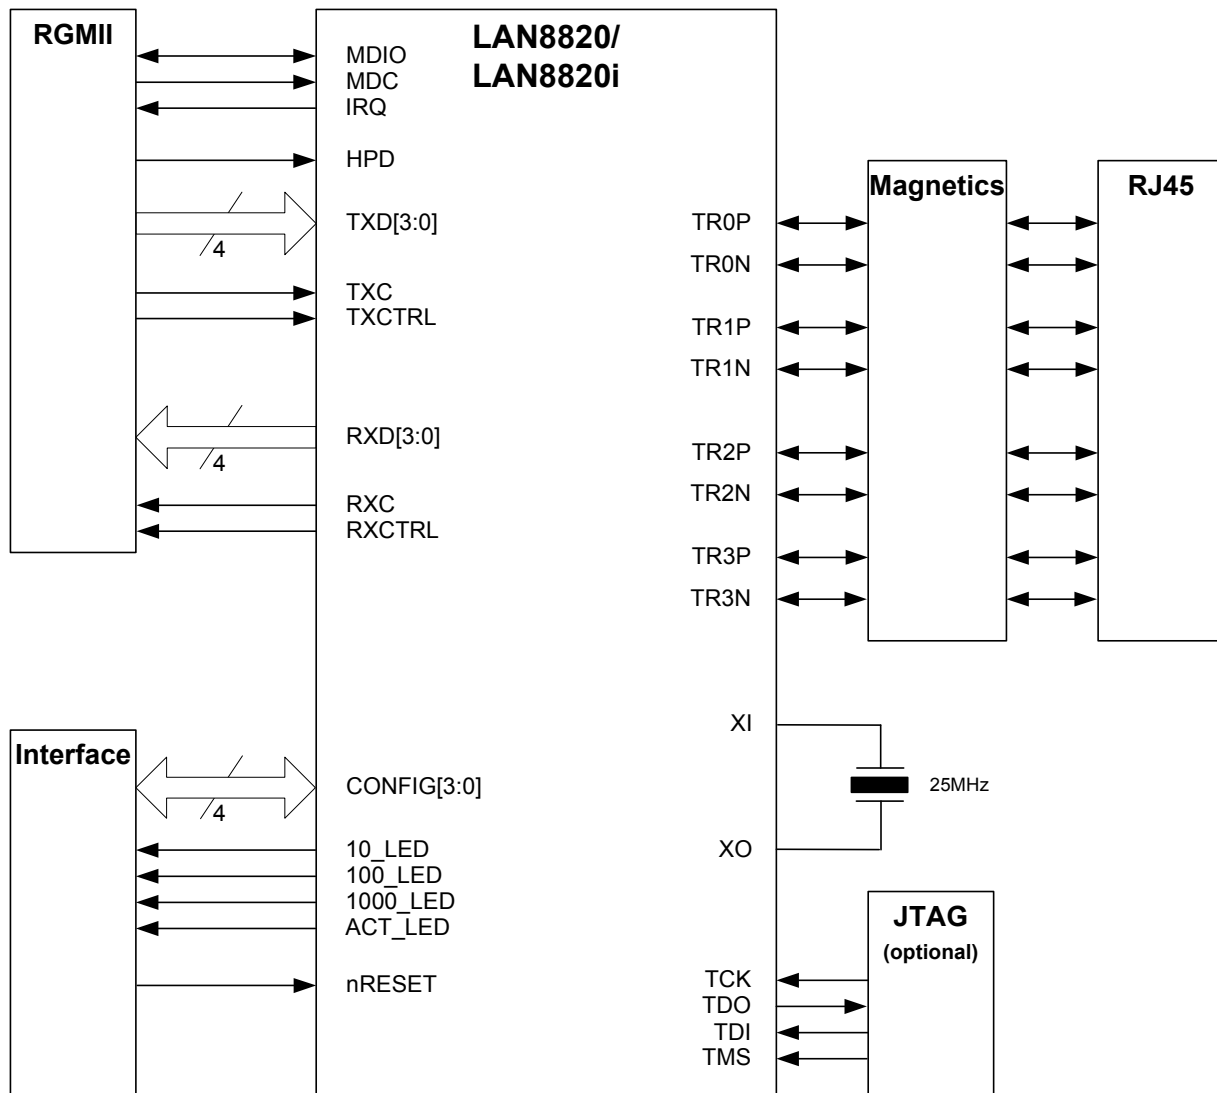 RGMII
LAN8820/
LAN8820i
MDIO
MDC
IRQ
HPD
TXD[3:0]
4
TXC
TXCTRL
RXD[3:0]
4
RXC
RXCTRL
Magnetics
RJ45
TR0P
TR0N
TR1P
TR1N
TR2P
TR2N
TR3P
TR3N
XI
25MHz
XO
Interface
CONFIG[3:0]
4
10_LED
100_LED
1000_LED
ACT_LED
nRESET
JTAG
(optional)
TCK
TDO
TDI
TMS